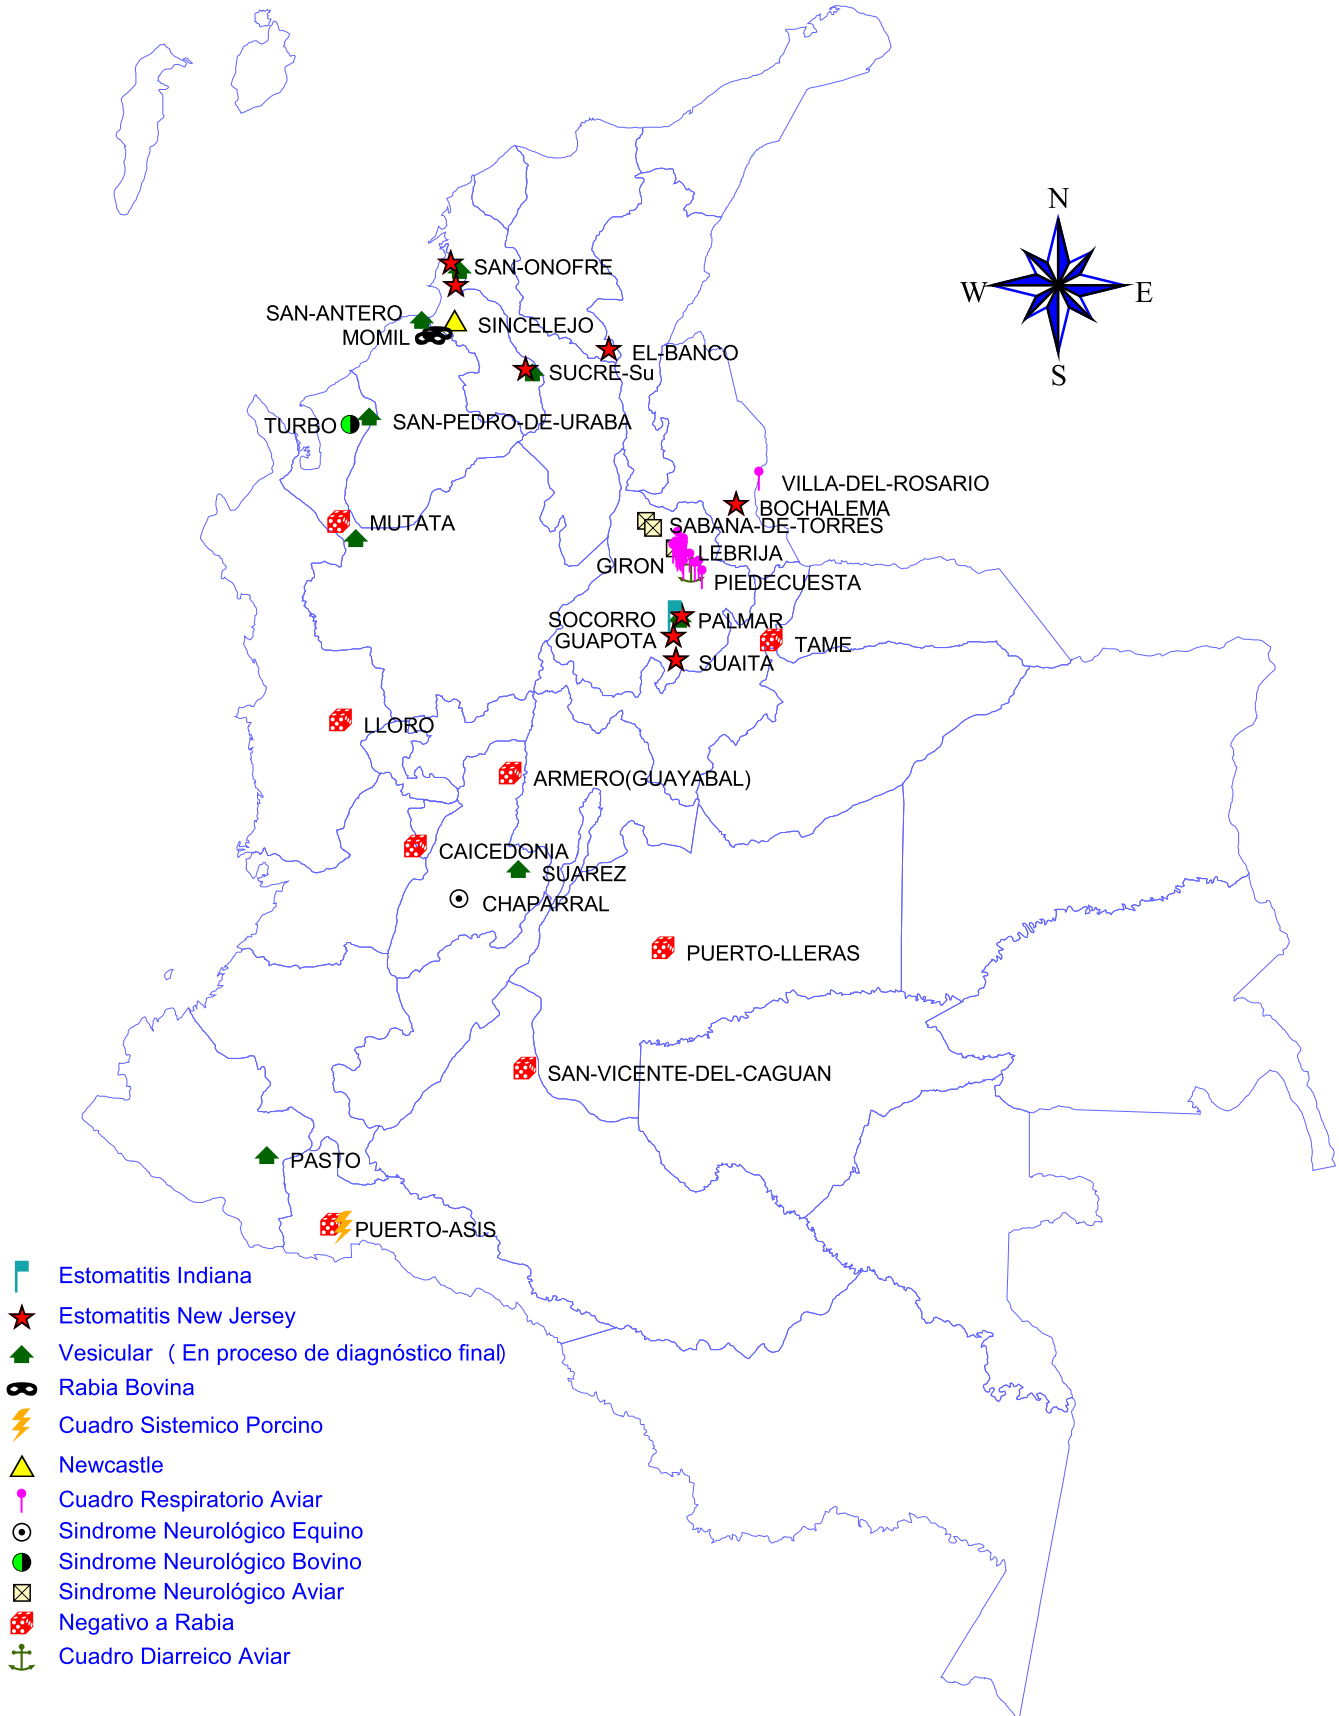 N
W
E
S
SAN-ONOFRE
SAN-ANTERO
MOMIL
SINCELEJO
EL-BANCO
SUCRE-Su
TURBO
SAN-PEDRO-DE-URABA
VILLA-DEL-ROSARIO
BOCHALEMA
MUTATA
SABANA-DE-TORRES
LEBRIJA
GIRON
PIEDECUESTA
SOCORRO
PALMAR
GUAPOTA
TAME
SUAITA
LLORO
ARMERO(GUAYABAL)
CAICEDONIA
SUAREZ
CHAPARRAL
PUERTO-LLERAS
SAN-VICENTE-DEL-CAGUAN
PASTO
PUERTO-ASIS
Estomatitis Indiana
Estomatitis New Jersey
Vesicular ( En proceso de diagnóstico final)
Rabia Bovina
Cuadro Sistemico Porcino
Newcastle
Cuadro Respiratorio Aviar
Sindrome Neurológico Equino
Sindrome Neurológico Bovino
Sindrome Neurológico Aviar
Negativo a Rabia
Cuadro Diarreico Aviar